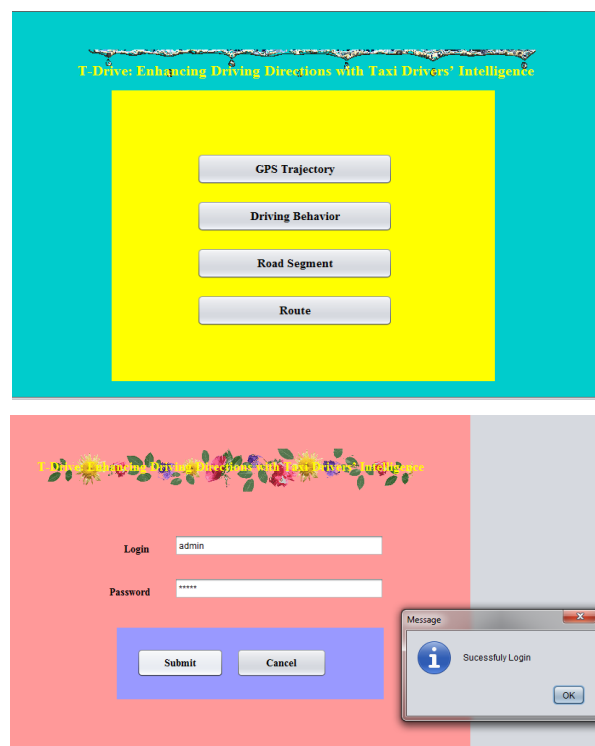 T-Drive: Enhancing Driving Directions with Taxi Drivers' Intelligence
GPS Trajectory
Driving Behavior
Road Segment
Route
T-Drive: Enhancing Driving Directions with Taxi Drivers' Intelligence
Login
admin
Password
*****
Submit
Cancel
Message
x
Sucessfuly Login
OK